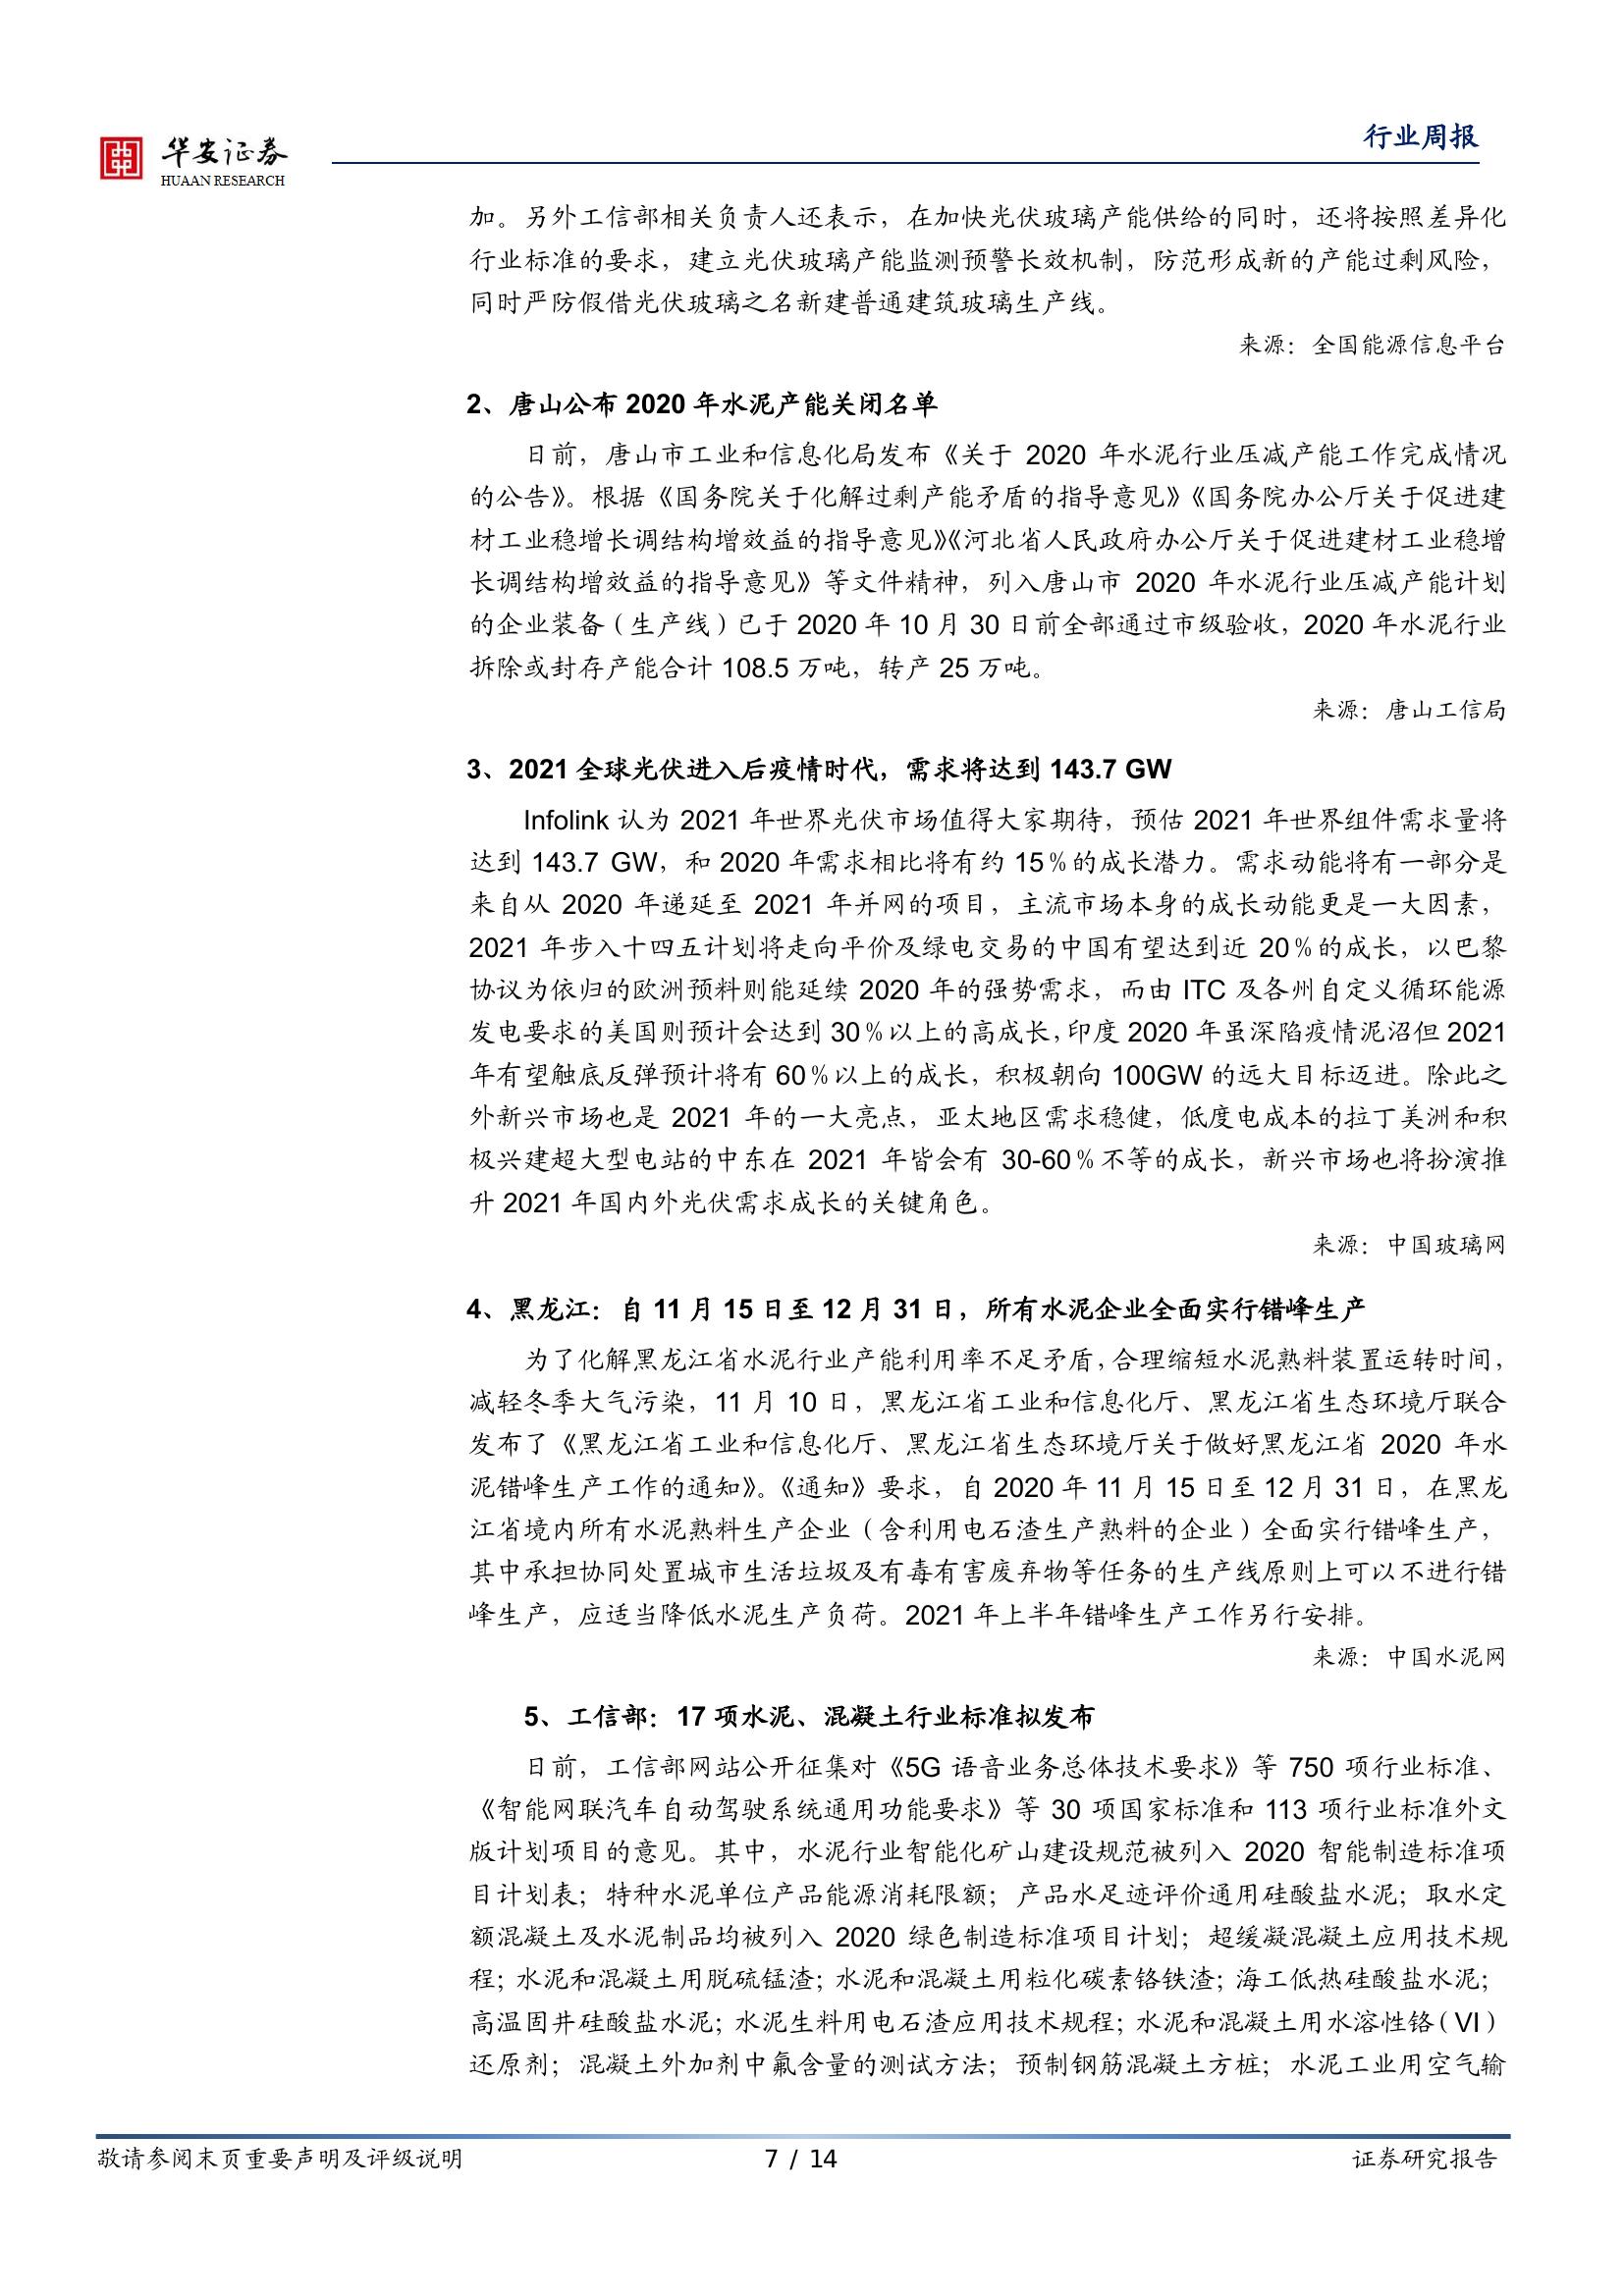 华安证券
HUAAN RESEARCH
行业周报
加。另外工信部相关负责人还表示，在加快光伏玻璃产能供给的同时，还将按照差异化
行业标准的要求，建立光伏玻璃产能监测预警长效机制，防范形成新的产能过剩风险，
同时严防假借光伏玻璃之名新建普通建筑玻璃生产线。
来源：全国能源信息平台
2、唐山公布 2020 年水泥产能关闭名单
日前，唐山市工业和信息化局发布《关于 2020 年水泥行业压减产能工作完成情况
的公告》。根据《国务院关于化解过剩产能矛盾的指导意见》《国务院办公厅关于促进建
材工业稳增长调结构增效益的指导意见》《河北省人民政府办公厅关于促进建材工业稳增
长调结构增效益的指导意见》等文件精神，列入唐山市 2020 年水泥行业压减产能计划
的企业装备（生产线）已于 2020 年 10 月 30 日前全部通过市级验收，2020 年水泥行业
拆除或封存产能合计 108.5 万吨，转产 25 万吨。
来源：唐山工信局
3、2021 全球光伏进入后疫情时代，需求将达到 143.7 GW
Infolink 认为 2021 年世界光伏市场值得大家期待，预估 2021 年世界组件需求量将
达到 143.7 GW，和 2020 年需求相比将有约 15％的成长潜力。需求动能将有一部分是
来自从 2020 年递延至 2021 年并网的项目，主流市场本身的成长动能更是一大因素，
2021 年步入十四五计划将走向平价及绿电交易的中国有望达到近 20％的成长，以巴黎
协议为依归的欧洲预料则能延续 2020 年的强势需求，而由 ITC 及各州自定义循环能源
发电要求的美国则预计会达到 30％以上的高成长，印度 2020 年虽深陷疫情泥沼但 2021
年有望触底反弹预计将有 60％以上的成长，积极朝向 100GW 的远大目标迈进。除此之
外新兴市场也是 2021 年的一大亮点，亚太地区需求稳健，低度电成本的拉丁美洲和积
极兴建超大型电站的中东在 2021 年皆会有 30-60％不等的成长，新兴市场也将扮演推
升 2021 年国内外光伏需求成长的关键角色。
来源：中国玻璃网
4、黑龙江：自 11 月 15 日至 12 月 31 日，所有水泥企业全面实行错峰生产
为了化解黑龙江省水泥行业产能利用率不足矛盾，合理缩短水泥熟料装置运转时间，
减轻冬季大气污染，11 月 10 日，黑龙江省工业和信息化厅、黑龙江省生态环境厅联合
发布了《黑龙江省工业和信息化厅、黑龙江省生态环境厅关于做好黑龙江省 2020 年水
泥错峰生产工作的通知》。《通知》要求，自 2020 年 11 月 15 日至 12 月 31 日，在黑龙
江省境内所有水泥熟料生产企业（含利用电石渣生产熟料的企业）全面实行错峰生产，
其中承担协同处置城市生活垃圾及有毒有害废弃物等任务的生产线原则上可以不进行错
峰生产，应适当降低水泥生产负荷。2021 年上半年错峰生产工作另行安排。
来源：中国水泥网
5、工信部：17 项水泥、混凝土行业标准拟发布
日前，工信部网站公开征集对《5G 语音业务总体技术要求》等 750 项行业标准、
《智能网联汽车自动驾驶系统通用功能要求》等 30 项国家标准和 113 项行业标准外文
版计划项目的意见。其中，水泥行业智能化矿山建设规范被列入 2020 智能制造标准项
目计划表；特种水泥单位产品能源消耗限额；产品水足迹评价通用硅酸盐水泥；取水定
额混凝土及水泥制品均被列入 2020 绿色制造标准项目计划；超缓凝混凝土应用技术规
程；水泥和混凝土用脱硫锰渣；水泥和混凝土用粒化碳素铬铁渣；海工低热硅酸盐水泥；
高温固井硅酸盐水泥；水泥生料用电石渣应用技术规程；水泥和混凝土用水溶性铬（VI）
还原剂；混凝土外加剂中氟含量的测试方法；预制钢筋混凝土方桩；水泥工业用空气输
敬请参阅末页重要声明及评级说明
7 / 14
证券研究报告